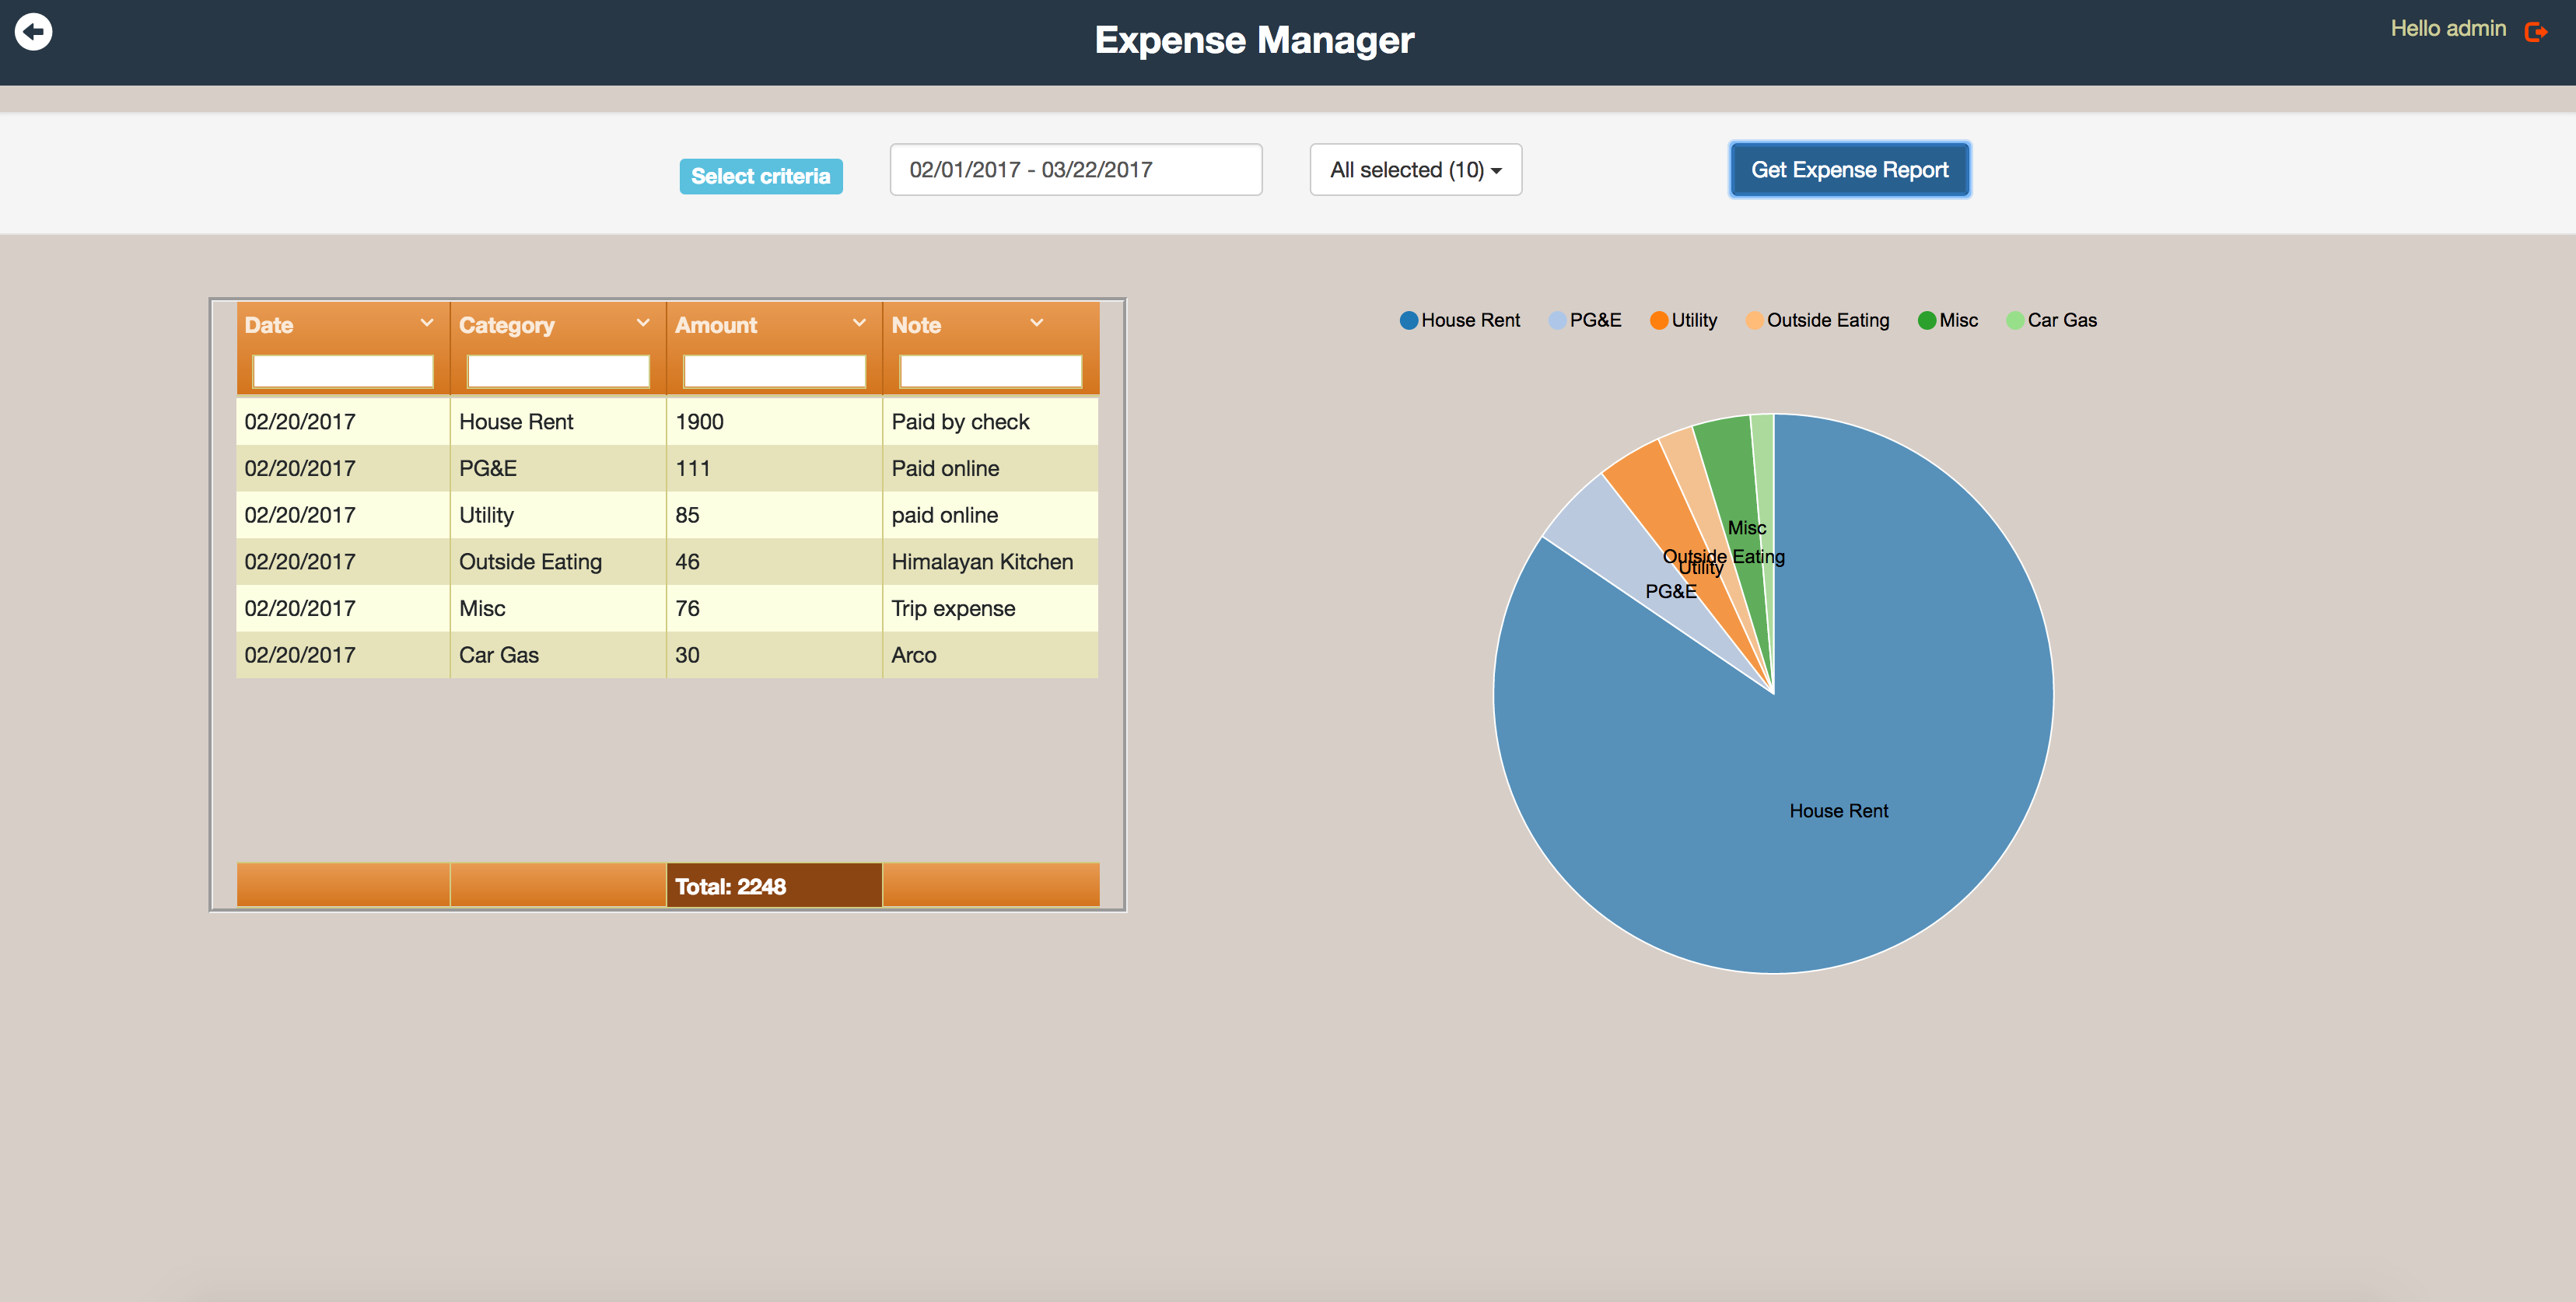 Expense Manager
Hello admin
Select criteria
02/01/2017 - 03/22/2017
All selected (10)
Get Expense Report
Date Category Amount Note
02/20/2017 House Rent 1900 Paid by check
02/20/2017 PG&E 111 Paid online
02/20/2017 Utility 85 paid online
02/20/2017 Outside Eating 46 Himalayan Kitchen
02/20/2017 Misc 76 Trip expense
02/20/2017 Car Gas 30 Arco
Total: 2248
House Rent PG&E Utility Outside Eating Misc Car Gas
Misc
Outside Eating
Utility
PG&E
House Rent